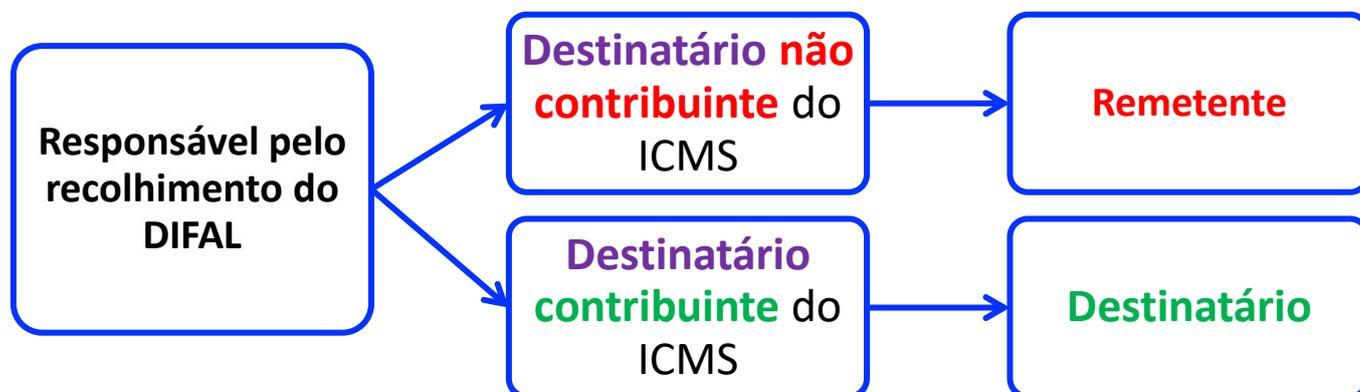 Responsável pelo
recolhimento do
DIFAL
Destinatário não
contribuinte do
ICMS
Remetente
Destinatário
contribuinte do
ICMS
Destinatário